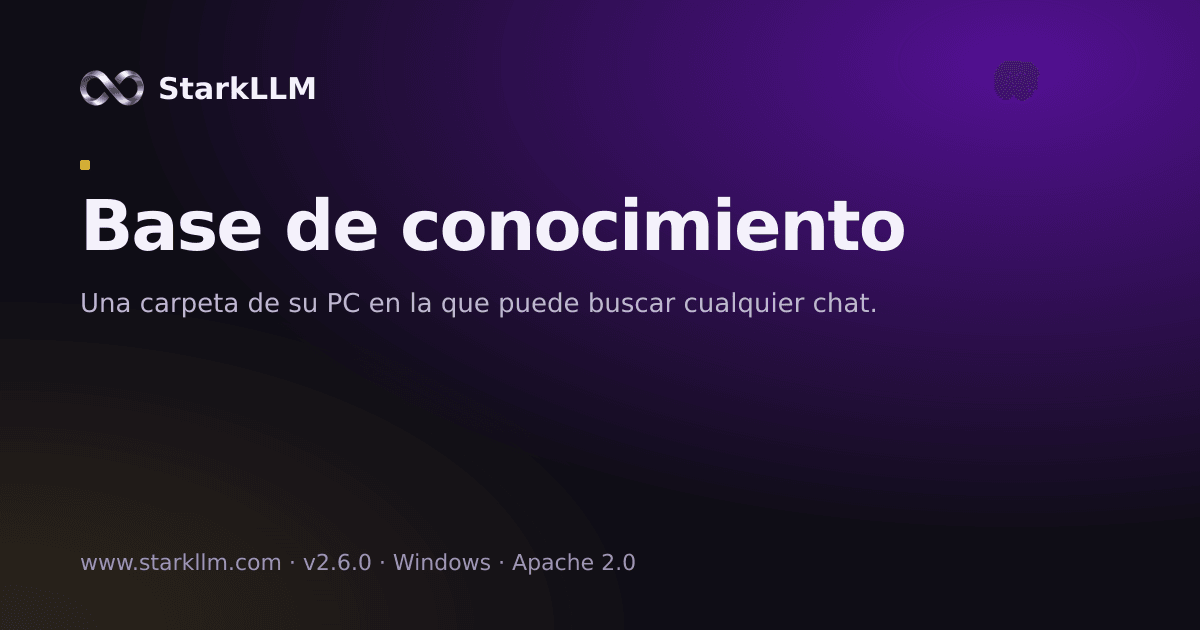 StarkLLM
Base de conocimiento
Una carpeta de su PC en la que puede buscar cualquier chat.
www.starkllm.com · v2.6.0 · Windows · Apache 2.0